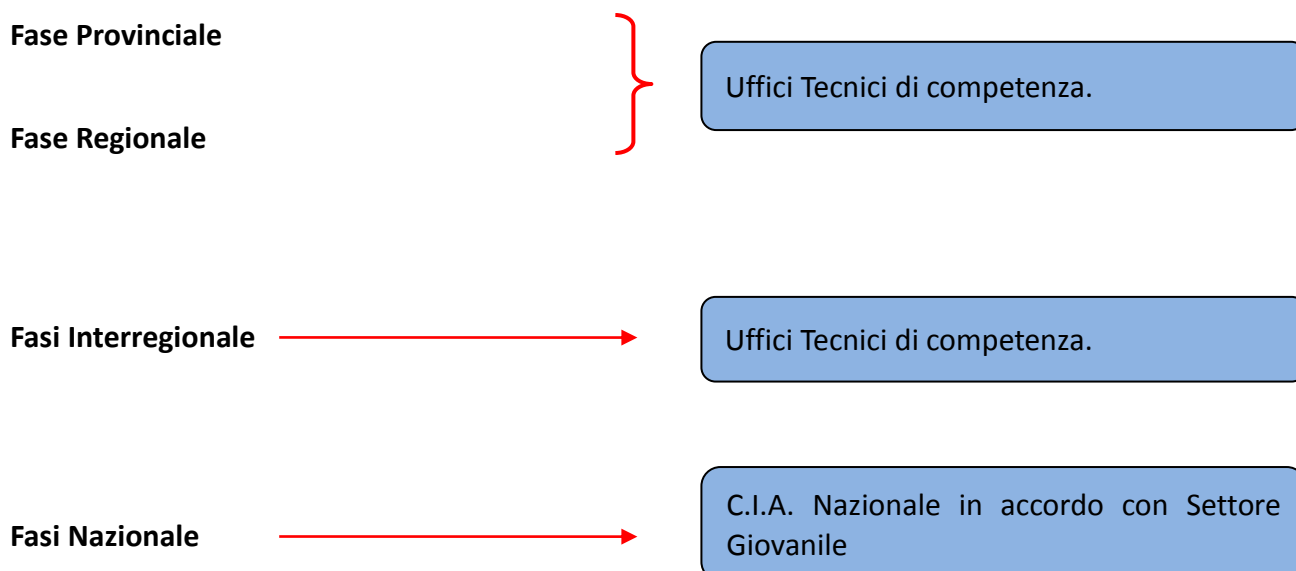 Fase Provinciale
Uffici Tecnici di competenza.
Fase Regionale
Fasi Interregionale
Uffici Tecnici di competenza.
Fasi Nazionale
C.I.A. Nazionale in accordo con Settore
Giovanile